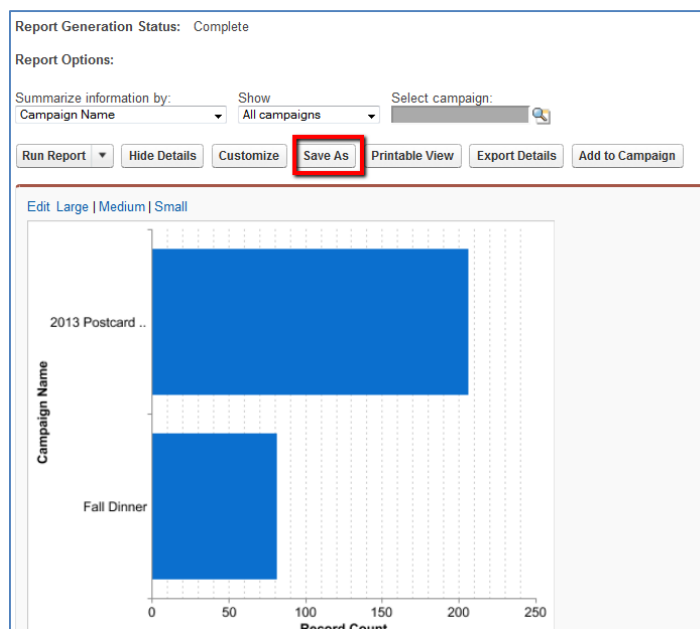 Report Generation Status: Complete
Report Options:
Summarize information by: Show Select campaign:
Campaign Name All campaigns
Run Report Hide Details Customize Save As Printable View Export Details Add to Campaign
Edit Large | Medium | Small
2013 Postcard ..
Campaign Name
Fall Dinner
0 50 100 150 200 250
Record Count